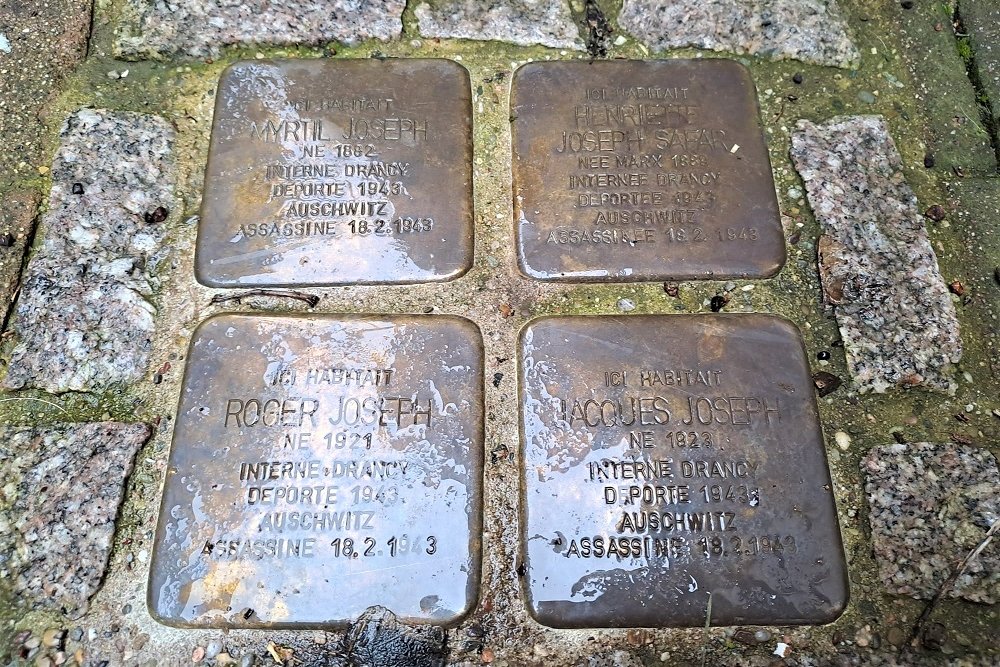 ICI HABITAIT
MYRTIL JOSEPH
NE 1882
INTERNE DRANCY
DEPORTE 1943
AUSCHWITZ
ASSASSINE 18.2.1943
ICI HABITAIT
HENRIETTE
JOSEPH SAFAR
NEE MARX 1889
INTERNEE DRANCY
DEPORTEE 1943
AUSCHWITZ
ASSASSINEE 18.2.1943
ICI HABITAIT
ROGER JOSEPH
NE 1921
INTERNE DRANCY
DEPORTE 1943
AUSCHWITZ
ASSASSINE 18.2.1943
ICI HABITAIT
JACQUES JOSEPH
NE 1923
INTERNE DRANCY
DEPORTE 1943
AUSCHWITZ
ASSASSINE 18.2.1943